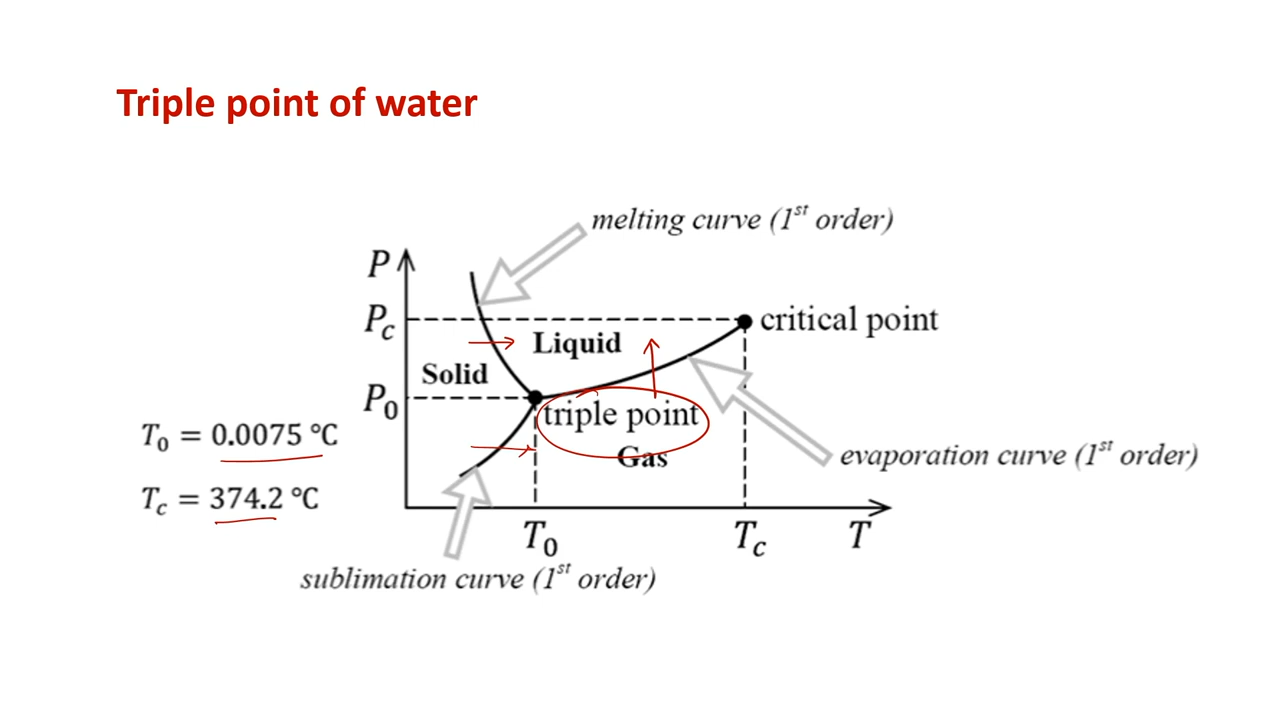 Triple point of water
melting curve (1st order)
P
Pc
critical point
Liquid
Solid
P0
triple point
T0 = 0.0075 °C
Gas
evaporation curve (1st order)
Tc = 374.2 °C
T0
Tc
T
sublimation curve (1st order)